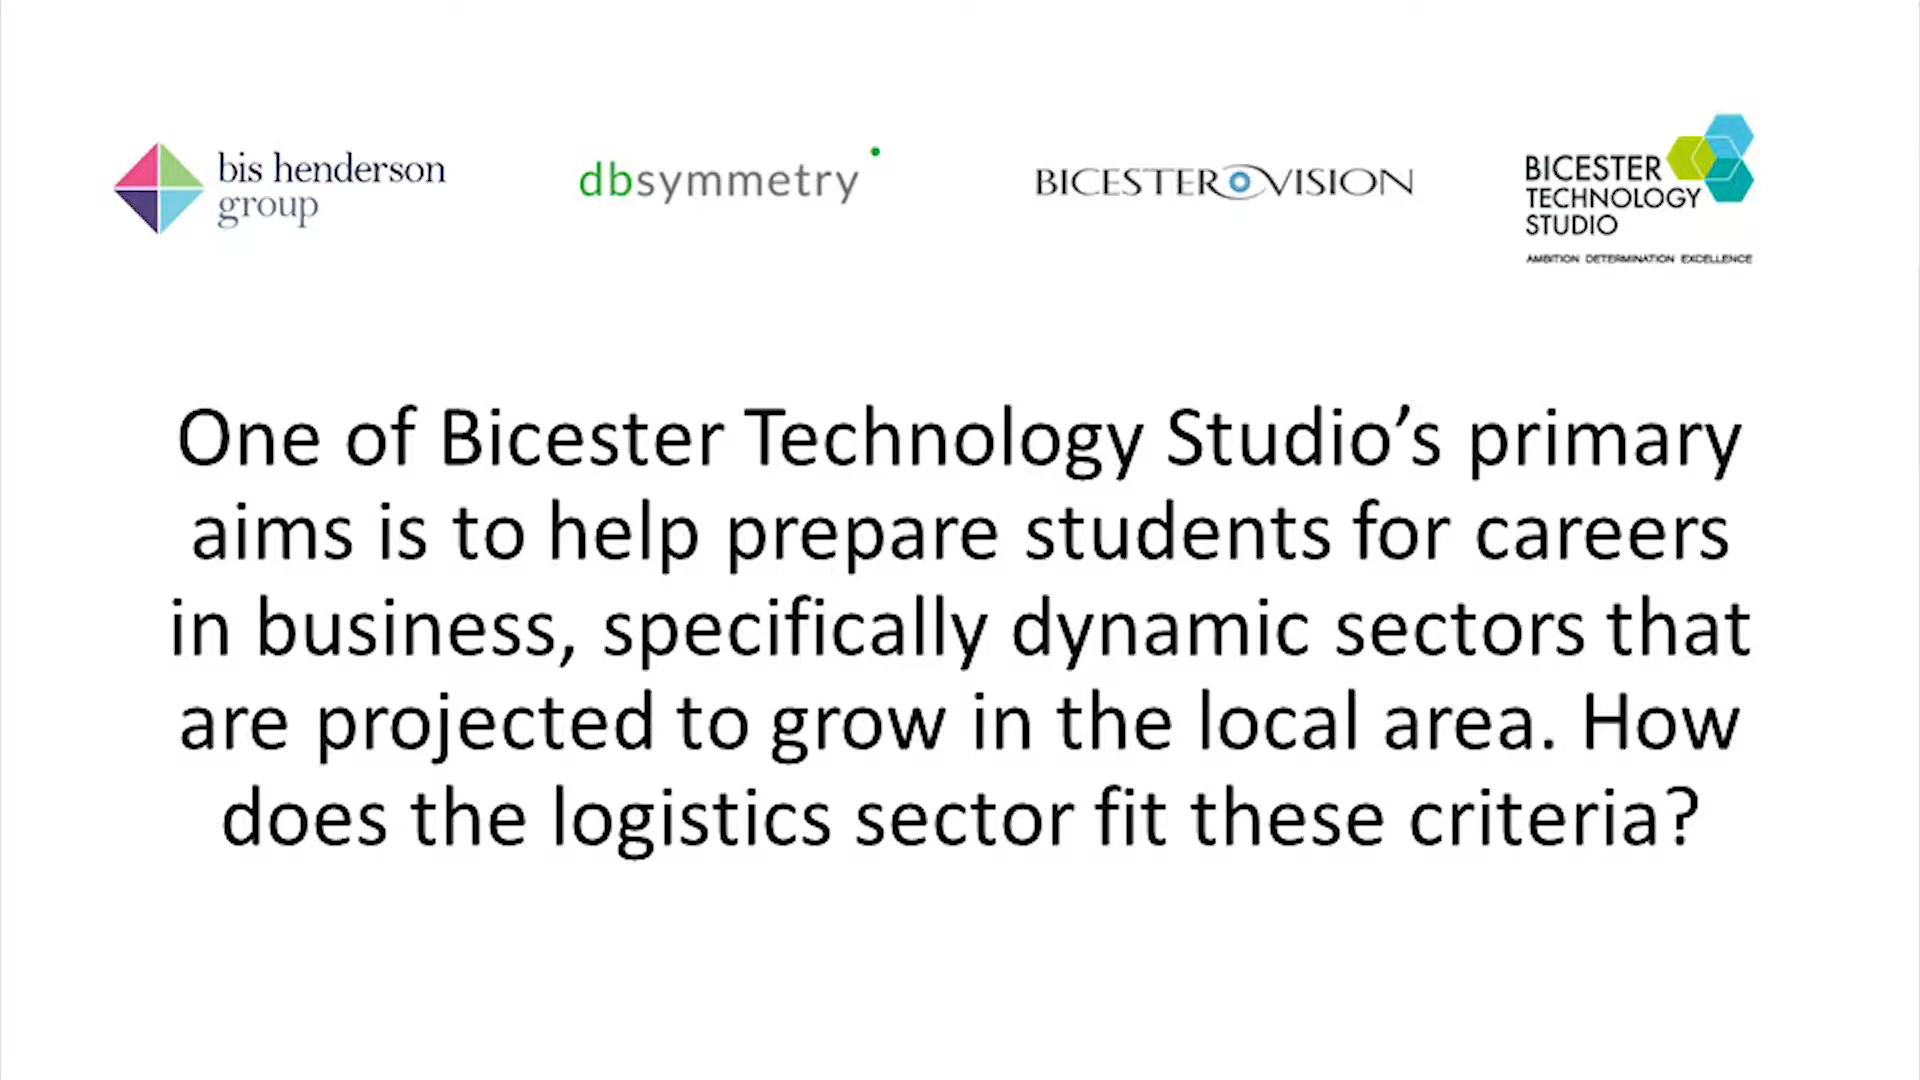 bis henderson
group
dbsymmetry
BICESTER VISION
BICESTER
TECHNOLOGY
STUDIO
AMBITION DETERMINATION EXCELLENCE
One of Bicester Technology Studio’s primary
aims is to help prepare students for careers
in business, specifically dynamic sectors that
are projected to grow in the local area. How
does the logistics sector fit these criteria?